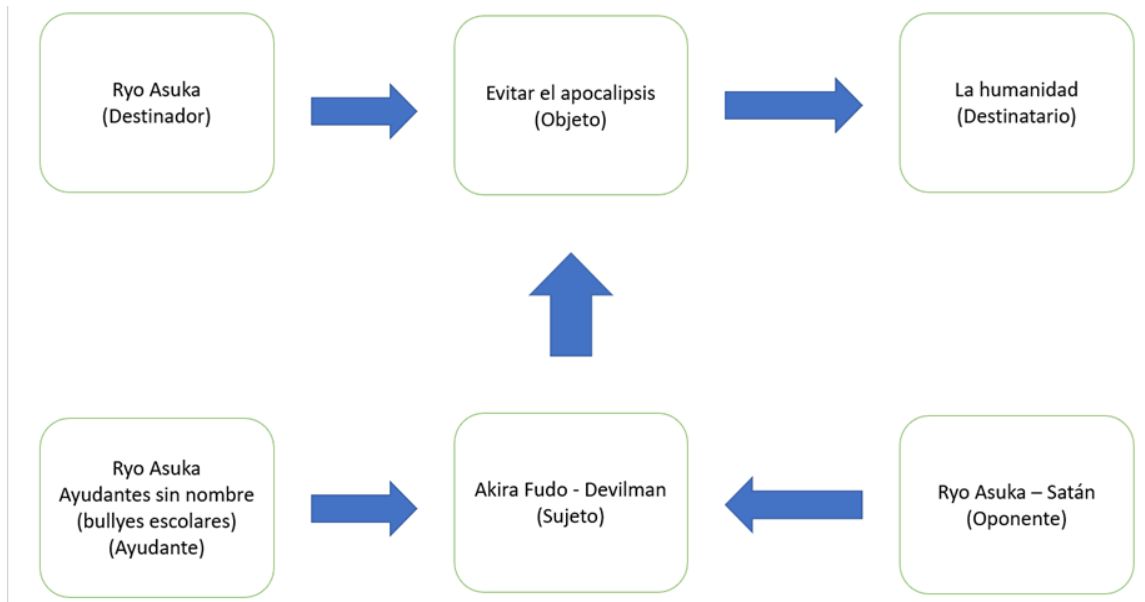 Ryo Asuka
(Destinador)
Evitar el apocalipsis
(Objeto)
La humanidad
(Destinatario)
Ryo Asuka
Ayudantes sin nombre
(bullyes escolares)
(Ayudante)
Akira Fudo - Devilman
(Sujeto)
Ryo Asuka – Satán
(Oponente)